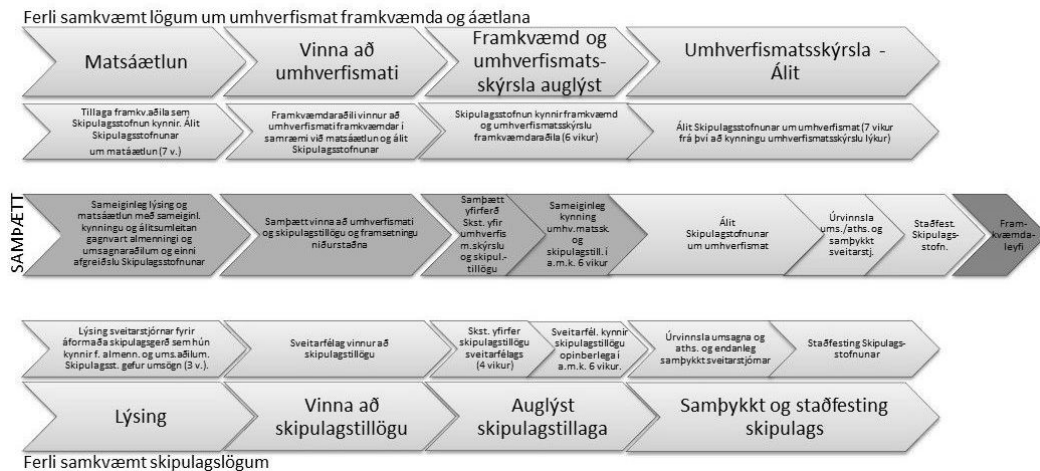 Ferli samkvæmt lögum um umhverfismat framkvæmda og áætlana
Matsáætlun
Vinna að
umhverfismati
Framkvæmd og
umhverfismats-
skýrsla auglýst
Umhverfismatsskýrsla -
Álit
Tillaga framkv.aðila sem
Skipulagsstofnun kynnir. Álit
Skipulagsstofnunar
um matáætlun (7 v.)
Framkvæmdaraðili vinnur að
umhverfismati framkvæmdar í
samræmi við matsáætlun og álit
Skipulagsstofnunar
Skipulagsstofnun kynnir framkvæmd
og umhverfismatsskýrslu
framkvæmdaraðila (6 vikur)
Álit Skipulagsstofnunar um umhverfismat (7 vikur
frá því að kynningu umhverfismatsskýrslu lýkur)
SAMÞÆTT
Sameiginleg lýsing og
matsáætlun með sameiginl.
kynningu og álitsumleitan
gagnvart almenningi og
umsagnaraðilum og einni
afgreiðslu Skipulagsstofnunar
Samþætt vinna að umhverfismati
og skipulagstillögu og framsetningu
niðurstaðna
Samþætt
yfirferð
Skst. yfir
umhverfis
m.skýrslu
og skipul.-
tillögu
Sameiginleg
kynning
umhv.matssk.
og
skipulagstill. í
a.m.k. 6 vikur
Álit
Skipulagsstofnunar
um umhverfismat
Úrvinnsla
ums./aths. og
samþykkt
sveitarstj.
Staðfest.
Skipulags-
stofn.
Fram-
kvæmda-
leyfi
Lýsing sveitarstjórnar fyrir
áformaða skipulagsgerð sem hún
kynnir f. almenn. og ums.aðilum.
Skipulagsst. gefur umsögn (3 v.).
Sveitarfélag vinnur að
skipulagstillögu
Skst. yfirfer
skipulagstillögu
sveitarfélags
(4 vikur)
Sveitarfél. kynnir
skipulagstillögu
opinberlega í
a.m.k. 6 vikur.
Úrvinnsla umsagna og
aths. og endanleg
samþykkt sveitarstjórnar
Staðfesting Skipulags-
stofnunar
Lýsing
Vinna að
skipulagstillögu
Auglýst
skipulagstillaga
Samþykkt og staðfesting
skipulags
Ferli samkvæmt skipulagslögum